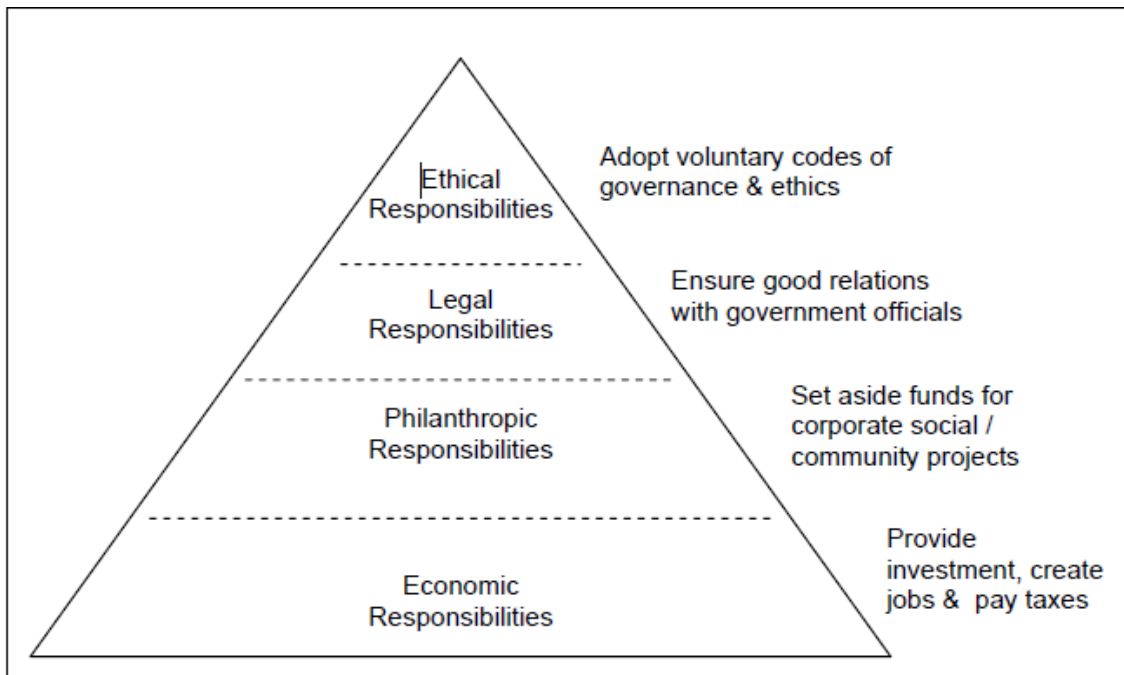 Ethical
Responsibilities
Adopt voluntary codes of
governance & ethics
Legal
Responsibilities
Ensure good relations
with government officials
Philanthropic
Responsibilities
Set aside funds for
corporate social /
community projects
Economic
Responsibilities
Provide
investment, create
jobs & pay taxes